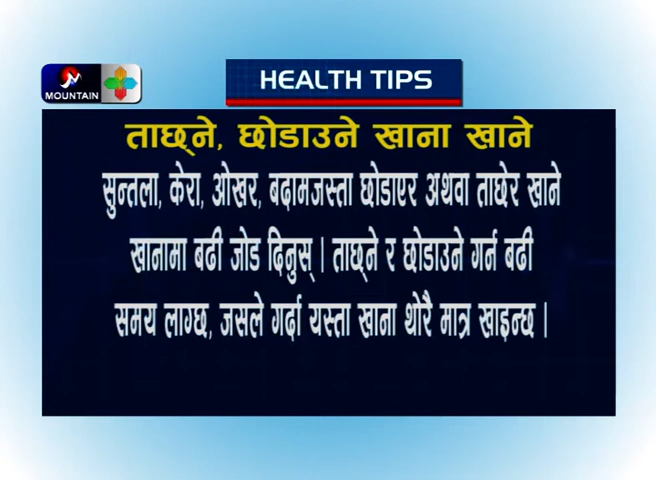 MOUNTAIN
HEALTH TIPS
ताछ्ने, छोडाउने खाना खाने
सुन्तला, केरा, ओखर, बदामजस्ता छोडाएर अथवा ताछेर खाने
खानामा बढी जोड दिनुस् । ताछ्ने र छोडाउने गर्न बढी
समय लाग्छ, जसले गर्दा यस्ता खाना थोरै मात्र खाइन्छ ।